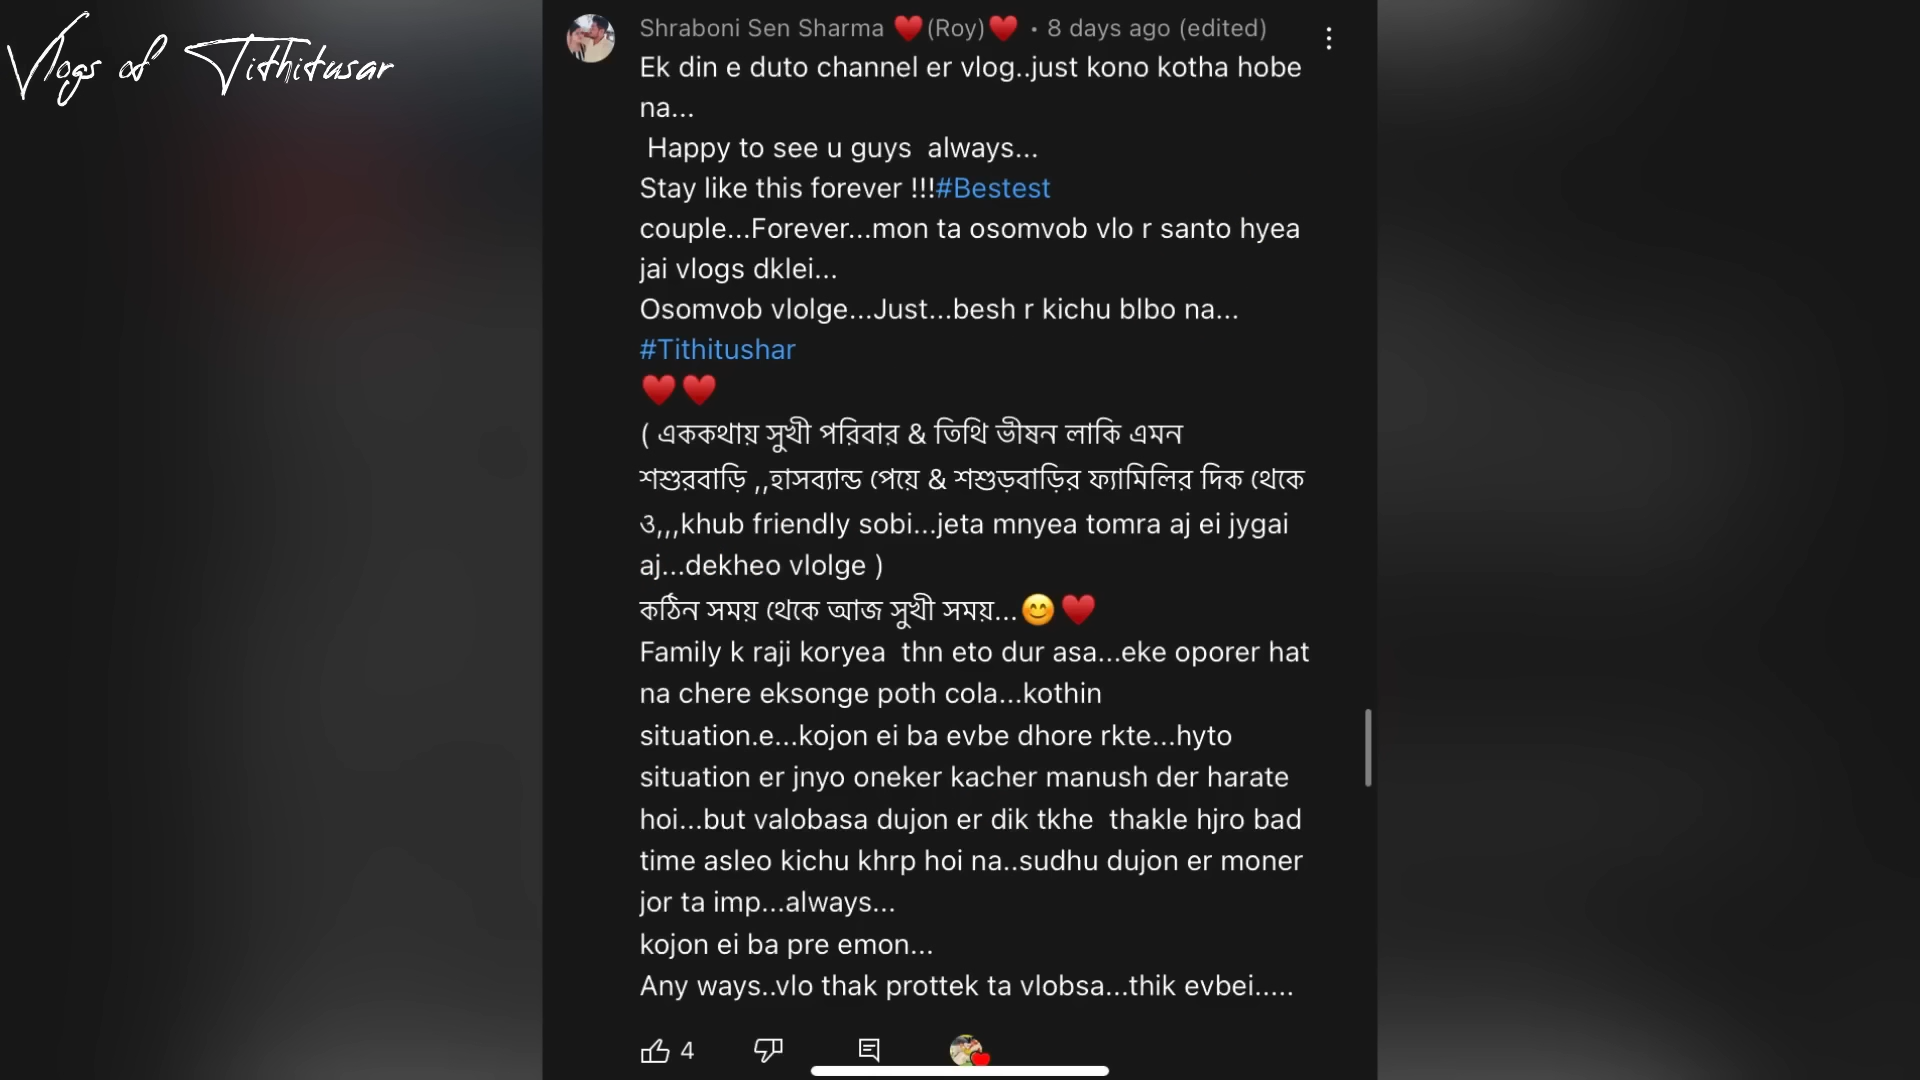 Vlogs of Tithitusar
Shraboni Sen Sharma ♥️(Roy)♥️ • 8 days ago (edited)
Ek din e duto channel er vlog..just kono kotha hobe
na...
Happy to see u guys  always...
Stay like this forever !!!#Bestest
couple...Forever...mon ta osomvob vlo r santo hyea
jai vlogs dklei...
Osomvob vlolge...Just...besh r kichu blbo na...
#Tithitushar
♥️♥️
( এককথায় সুখী পরিবার & তিথি ভীষন লাকি এমন
শশুরবাড়ি ,,হাসব্যান্ড পেয়ে & শশুড়বাড়ির ফ্যামিলির দিক থেকে
ও,,,khub friendly sobi...jeta mnyea tomra aj ei jygai
aj...dekheo vlolge )
কঠিন সময় থেকে আজ সুখী সময়...😊♥️
Family k raji koryea  thn eto dur asa...eke oporer hat
na chere eksonge poth cola...kothin
situation.e...kojon ei ba evbe dhore rkte...hyto
situation er jnyo oneker kacher manush der harate
hoi...but valobasa dujon er dik tkhe  thakle hjro bad
time asleo kichu khrp hoi na..sudhu dujon er moner
jor ta imp...always...
kojon ei ba pre emon...
Any ways..vlo thak prottek ta vlobsa...thik evbei.....
4